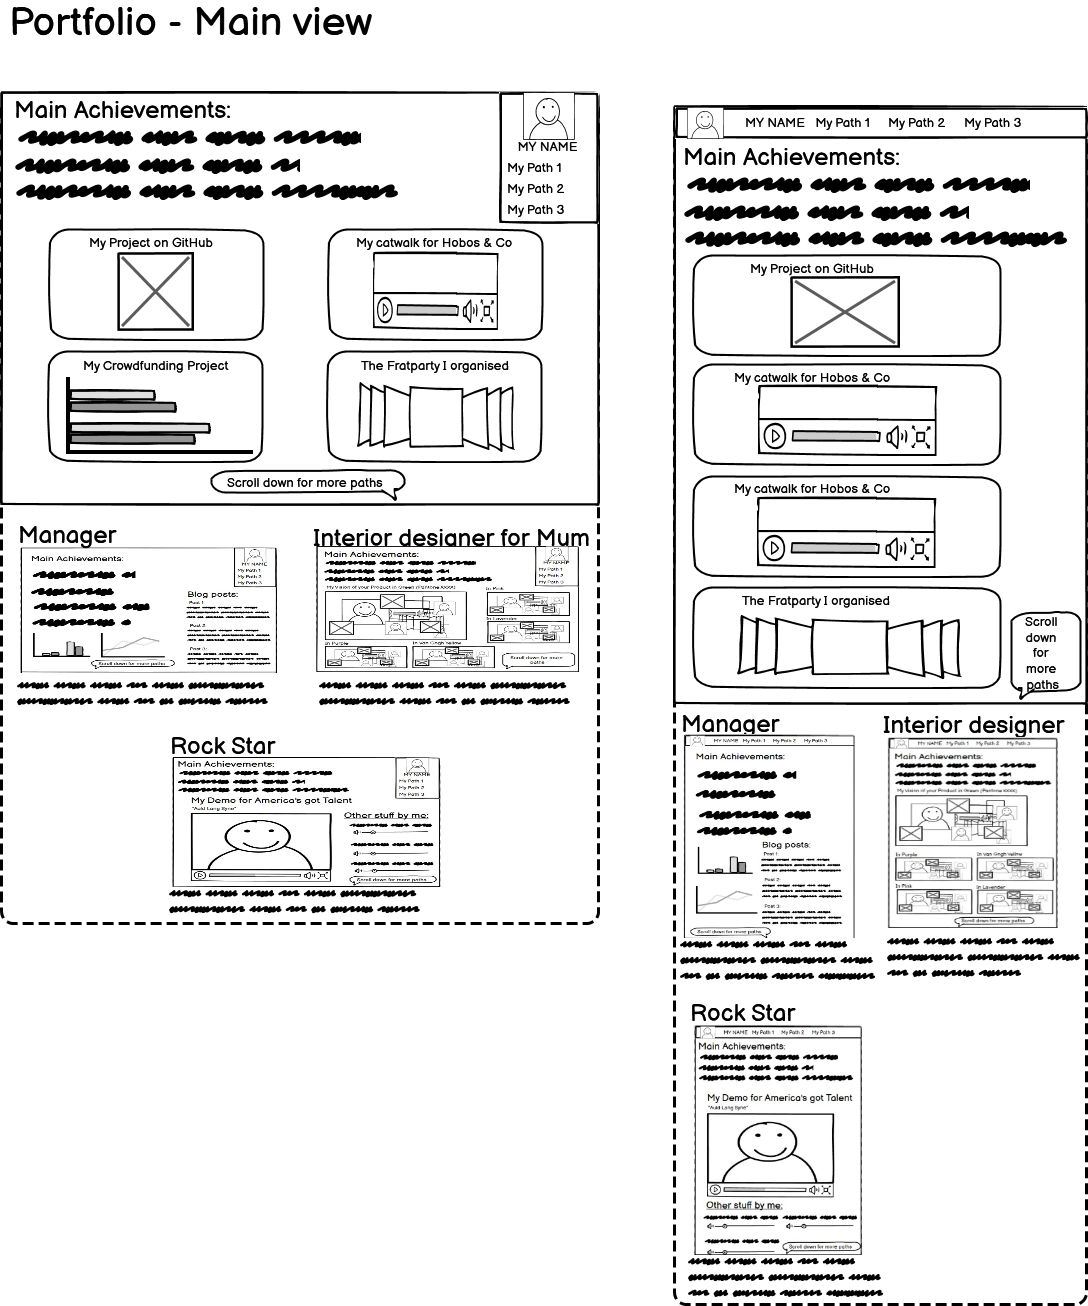 Portfolio - Main view
Main Achievements:
MY NAME
My Path 1
My Path 2
My Path 3
My Project on GitHub
My catwalk for Hobos & Co
My Crowdfunding Project
The Fratparty I organised
Scroll down for more paths
Manager
Main Achievements:
MY NAME
My Path 1
My Path 2
My Path 3
Blog posts:
Post 1:
Post 2:
Post 3:
Scroll down for more paths
Interior designer for Mum
Main Achievements:
MY NAME
My Path 1
My Path 2
My Path 3
My Vision of your Product in Green (Pantone XXXX)
In Pink
In Lavender
In Purple
In Van Gogh Yellow
Scroll down for more
paths
Rock Star
Main Achievements:
MY NAME
My Path 1
My Path 2
My Path 3
My Demo for America's got Talent
"Auld Lang Syne"
Other stuff by me:
Scroll down for more paths
MY NAME My Path 1 My Path 2 My Path 3
Main Achievements:
My Project on GitHub
My catwalk for Hobos & Co
My catwalk for Hobos & Co
The Fratparty I organised
Scroll
down
for
more
paths
Manager
MY NAME My Path 1 My Path 2 My Path 3
Main Achievements:
Blog posts:
Post 1:
Post 2:
Post 3:
Scroll down for more paths
Interior designer
MY NAME My Path 1 My Path 2 My Path 3
Main Achievements:
My Vision of your Product in Green (Pantone XXXX)
In Purple
In Van Gogh Yellow
In Pink
In Lavender
Scroll down for more paths
Rock Star
MY NAME My Path 1 My Path 2 My Path 3
Main Achievements:
My Demo for America's got Talent
"Auld Lang Syne"
Other stuff by me:
Scroll down for more paths